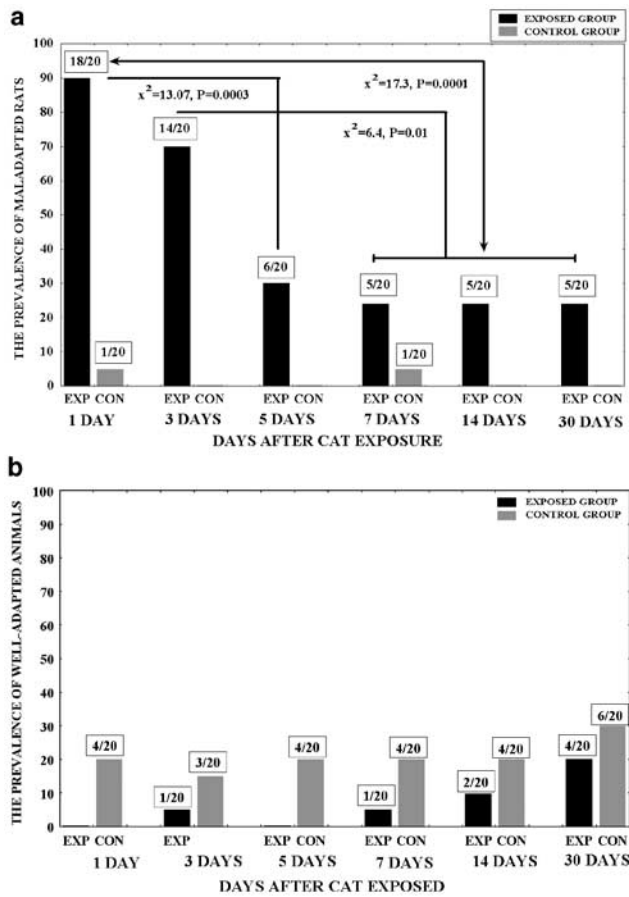 a
EXPOSED GROUP
CONTROL GROUP
THE PREVALENCE OF MALADAPTED RATS
100
90
80
70
60
50
40
30
20
10
0
18/20
x²=13.07, P=0.0003
x²=17.3, P=0.0001
14/20
x²=6.4, P=0.01
6/20
5/20
5/20
5/20
1/20
1/20
EXP CON
EXP CON
EXP CON
EXP CON
EXP CON
EXP CON
1 DAY
3 DAYS
5 DAYS
7 DAYS
14 DAYS
30 DAYS
DAYS AFTER CAT EXPOSURE
b
EXPOSED GROUP
CONTROL GROUP
THE PREVALENCE OF WELL-ADAPTED ANIMALS
100
90
80
70
60
50
40
30
20
10
0
4/20
1/20
3/20
4/20
1/20
4/20
2/20
4/20
4/20
6/20
EXP CON
EXP
EXP CON
EXP CON
EXP CON
EXP CON
1 DAY
3 DAYS
5 DAYS
7 DAYS
14 DAYS
30 DAYS
DAYS AFTER CAT EXPOSED